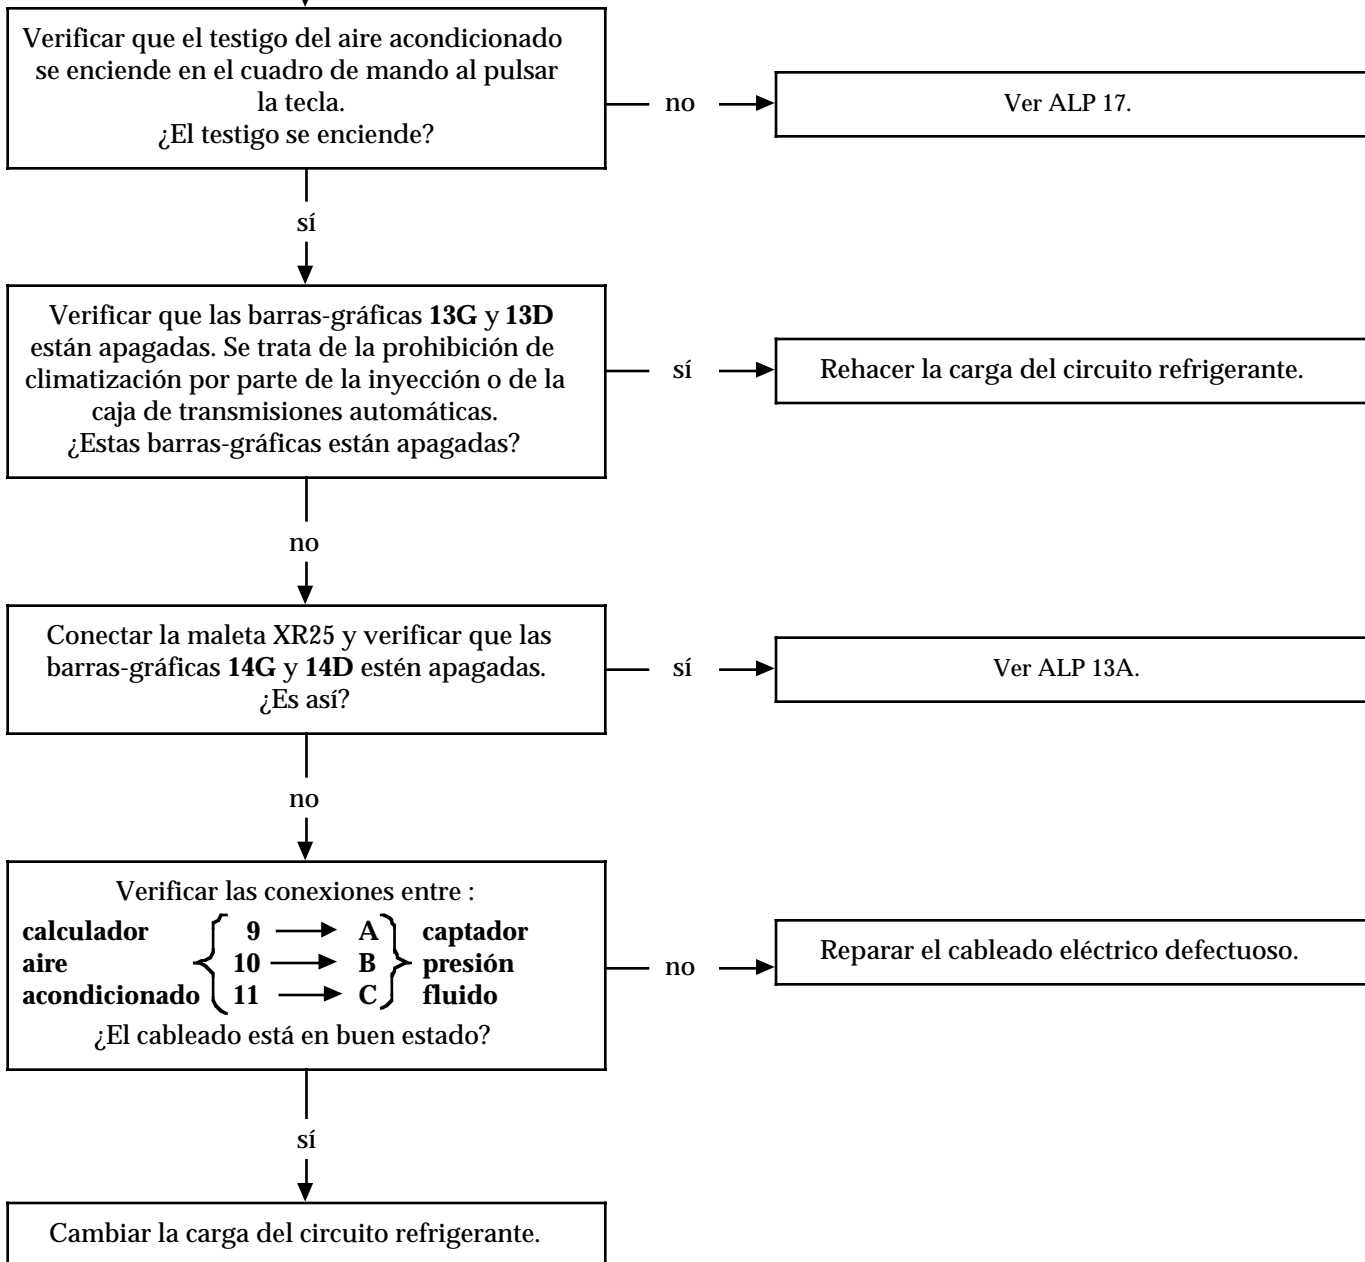 Verificar que el testigo del aire acondicionado
se enciende en el cuadro de mando al pulsar
la tecla.
¿El testigo se enciende?
no
Ver ALP 17.
sí
Verificar que las barras-gráficas 13G y 13D
están apagadas. Se trata de la prohibición de
climatización por parte de la inyección o de la
caja de transmisiones automáticas.
¿Estas barras-gráficas están apagadas?
sí
Rehacer la carga del circuito refrigerante.
no
Conectar la maleta XR25 y verificar que las
barras-gráficas 14G y 14D estén apagadas.
¿Es así?
sí
Ver ALP 13A.
no
Verificar las conexiones entre :
calculador 9 A captador
aire 10 B presión
acondicionado 11 C fluido
¿El cableado está en buen estado?
no
Reparar el cableado eléctrico defectuoso.
sí
Cambiar la carga del circuito refrigerante.